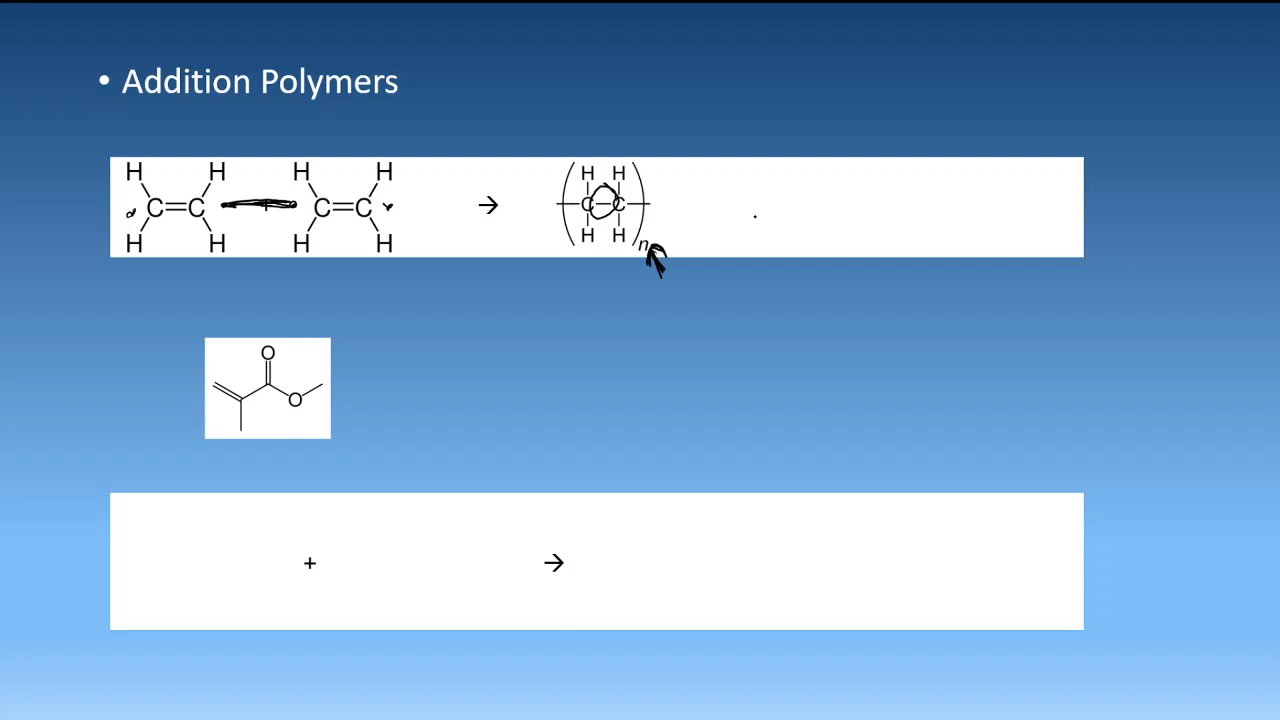 • Addition Polymers
H H H H H H
C=C + C=C → ( C–C )
H H H H H H n
O
O
+ →